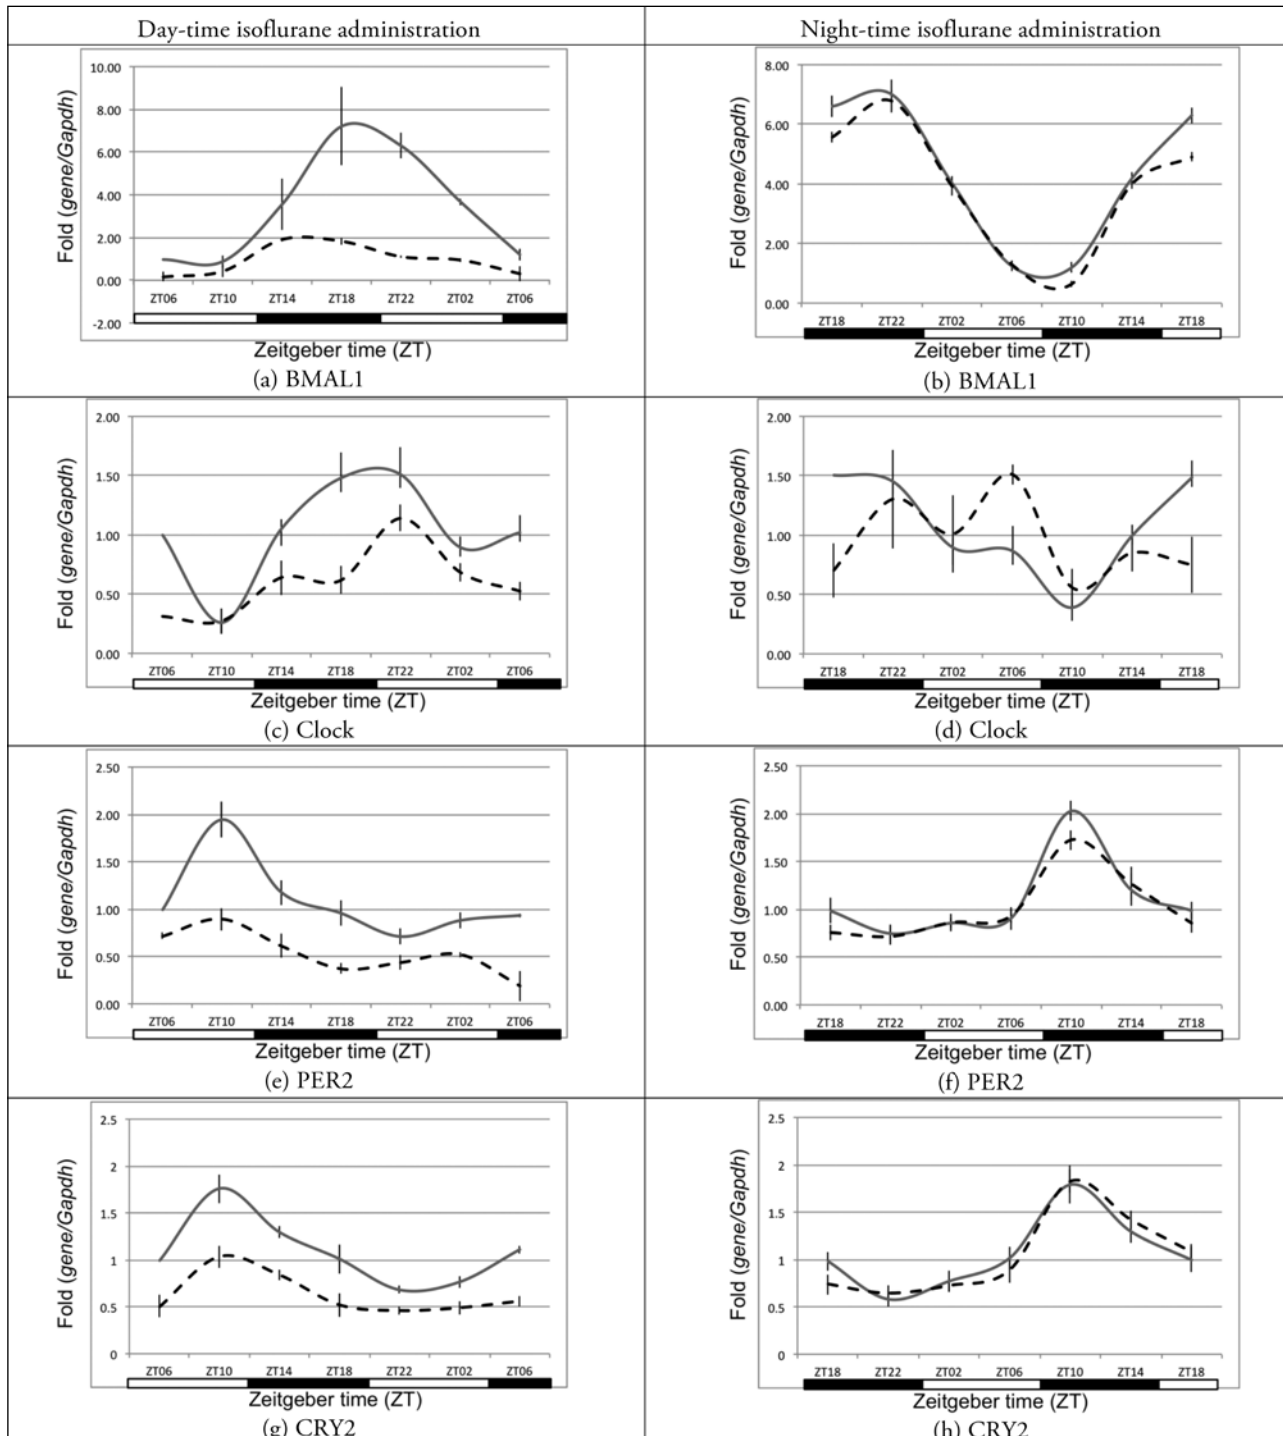 Day-time isoflurane administration
Night-time isoflurane administration
10.00
8.00
6.00
4.00
2.00
0.00
-2.00
Fold (gene/Gapdh)
ZT06 ZT10 ZT14 ZT18 ZT22 ZT02 ZT06
Zeitgeber time (ZT)
(a) BMAL1
8.00
6.00
4.00
2.00
0.00
Fold (gene/Gapdh)
ZT18 ZT22 ZT02 ZT06 ZT10 ZT14 ZT18
Zeitgeber time (ZT)
(b) BMAL1
2.00
1.50
1.00
0.50
0.00
Fold (gene/Gapdh)
ZT06 ZT10 ZT14 ZT18 ZT22 ZT02 ZT06
Zeitgeber time (ZT)
(c) Clock
2.00
1.50
1.00
0.50
0.00
Fold (gene/Gapdh)
ZT18 ZT22 ZT02 ZT06 ZT10 ZT14 ZT18
Zeitgeber time (ZT)
(d) Clock
2.50
2.00
1.50
1.00
0.50
0.00
Fold (gene/Gapdh)
ZT06 ZT10 ZT14 ZT18 ZT22 ZT02 ZT06
Zeitgeber time (ZT)
(e) PER2
2.50
2.00
1.50
1.00
0.50
0.00
Fold (gene/Gapdh)
ZT18 ZT22 ZT02 ZT06 ZT10 ZT14 ZT18
Zeitgeber time (ZT)
(f) PER2
2.5
2
1.5
1
0.5
0
Fold (gene/Gapdh)
ZT06 ZT10 ZT14 ZT18 ZT22 ZT02 ZT06
Zeitgeber time (ZT)
(g) CRY2
2.5
2
1.5
1
0.5
0
Fold (gene/Gapdh)
ZT18 ZT22 ZT02 ZT06 ZT10 ZT14 ZT18
Zeitgeber time (ZT)
(h) CRY2